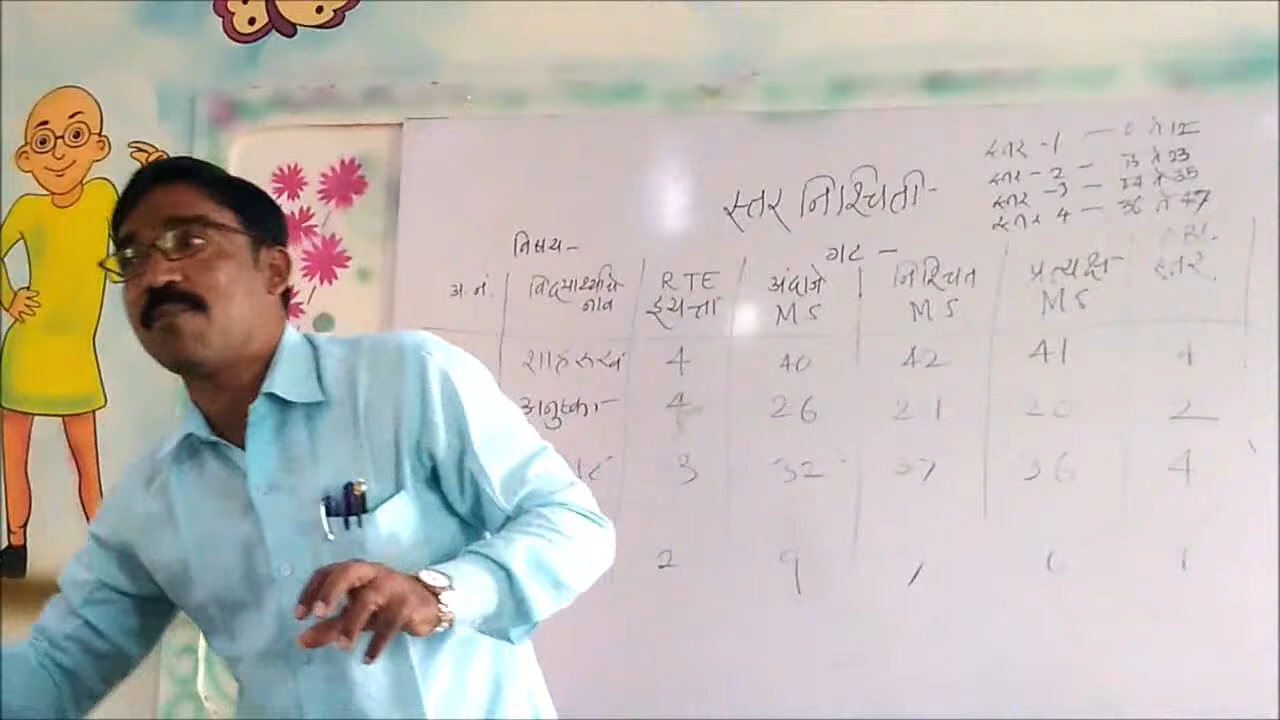 स्तर -1 — 0 ते 12
स्तर - 2 — 13 ते 23
स्तर -3 — 24 ते 35
स्तर 4 — 36 ते 47
स्तर निश्चिती-
विषय - गट -
अ.नं. विद्यार्थ्याचे नाव RTE इयत्ता अंदाजे MS निश्चित MS प्रत्यक्ष MS स्तर.
शाहरुख 4 40 42 41 4
अनुष्का 4 26 21 20 2
3 32 37 36 4
2 9 1